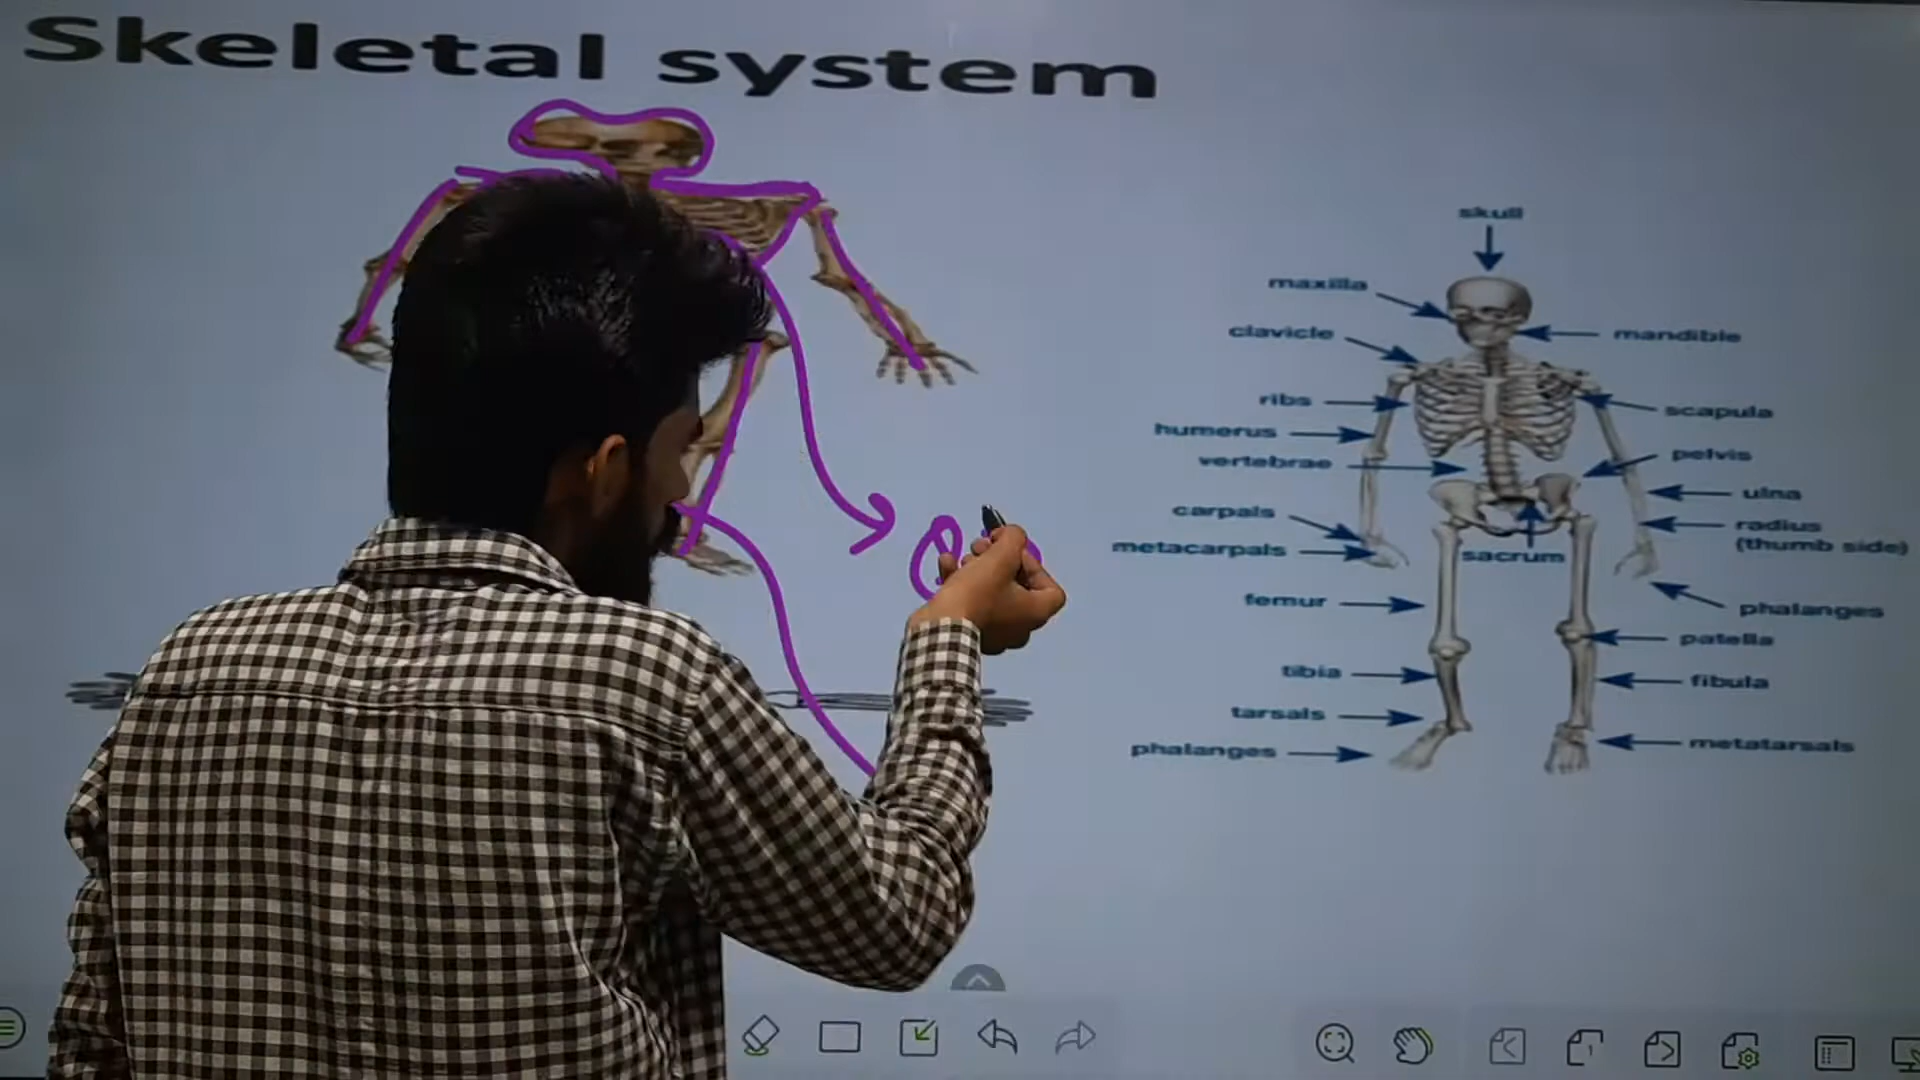 Skeletal system
skull
maxilla
mandible
clavicle
ribs
scapula
humerus
vertebrae
pelvis
ulna
carpals
radius
(thumb side)
metacarpals
sacrum
femur
phalanges
patella
tibia
fibula
tarsals
metatarsals
phalanges
1